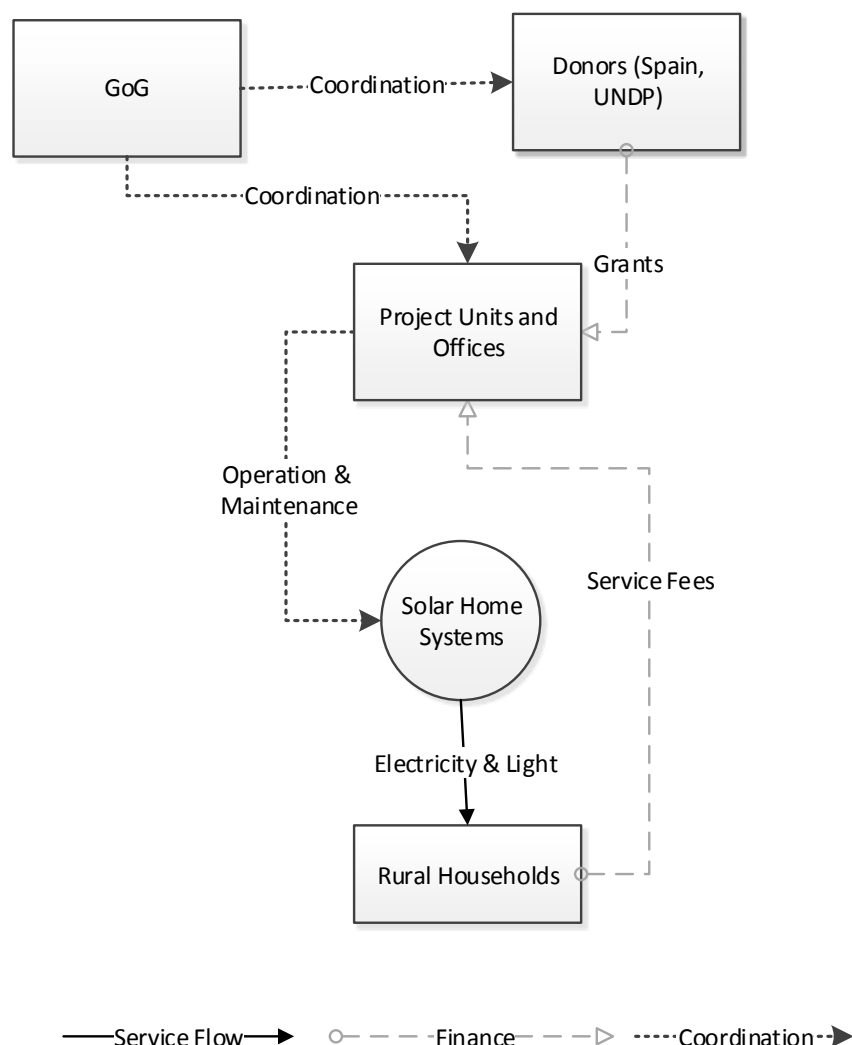 GoG
Coordination
Donors (Spain,
UNDP)
Coordination
Grants
Project Units and
Offices
Operation &
Maintenance
Service Fees
Solar Home
Systems
Electricity & Light
Rural Households
Service Flow
Finance
Coordination